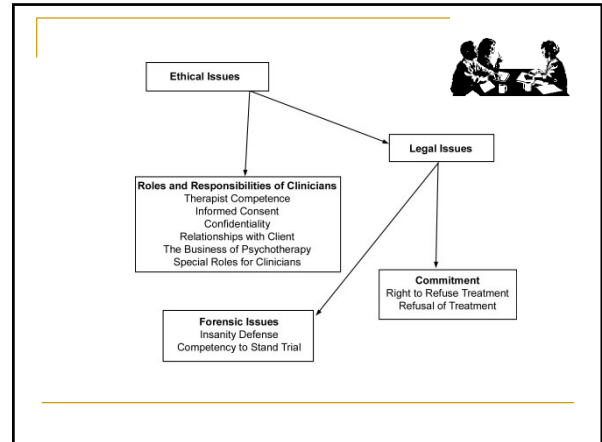 Ethical Issues
Legal Issues
Roles and Responsibilities of Clinicians
Therapist Competence
Informed Consent
Confidentiality
Relationships with Client
The Business of Psychotherapy
Special Roles for Clinicians
Commitment
Right to Refuse Treatment
Refusal of Treatment
Forensic Issues
Insanity Defense
Competency to Stand Trial